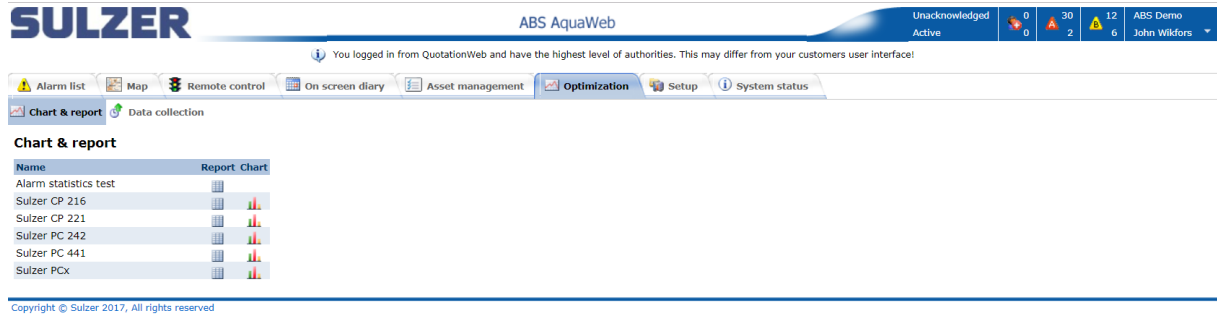 SULZER
ABS AquaWeb
Unacknowledged 0 A 30 B 12 ABS Demo
Active 0 2 6 John Wikfors
You logged in from QuotationWeb and have the highest level of authorities. This may differ from your customers user interface!
Alarm list Map Remote control On screen diary Asset management Optimization Setup System status
Chart & report Data collection
Chart & report
Name Report Chart
Alarm statistics test
Sulzer CP 216
Sulzer CP 221
Sulzer PC 242
Sulzer PC 441
Sulzer PCx
Copyright © Sulzer 2017, All rights reserved